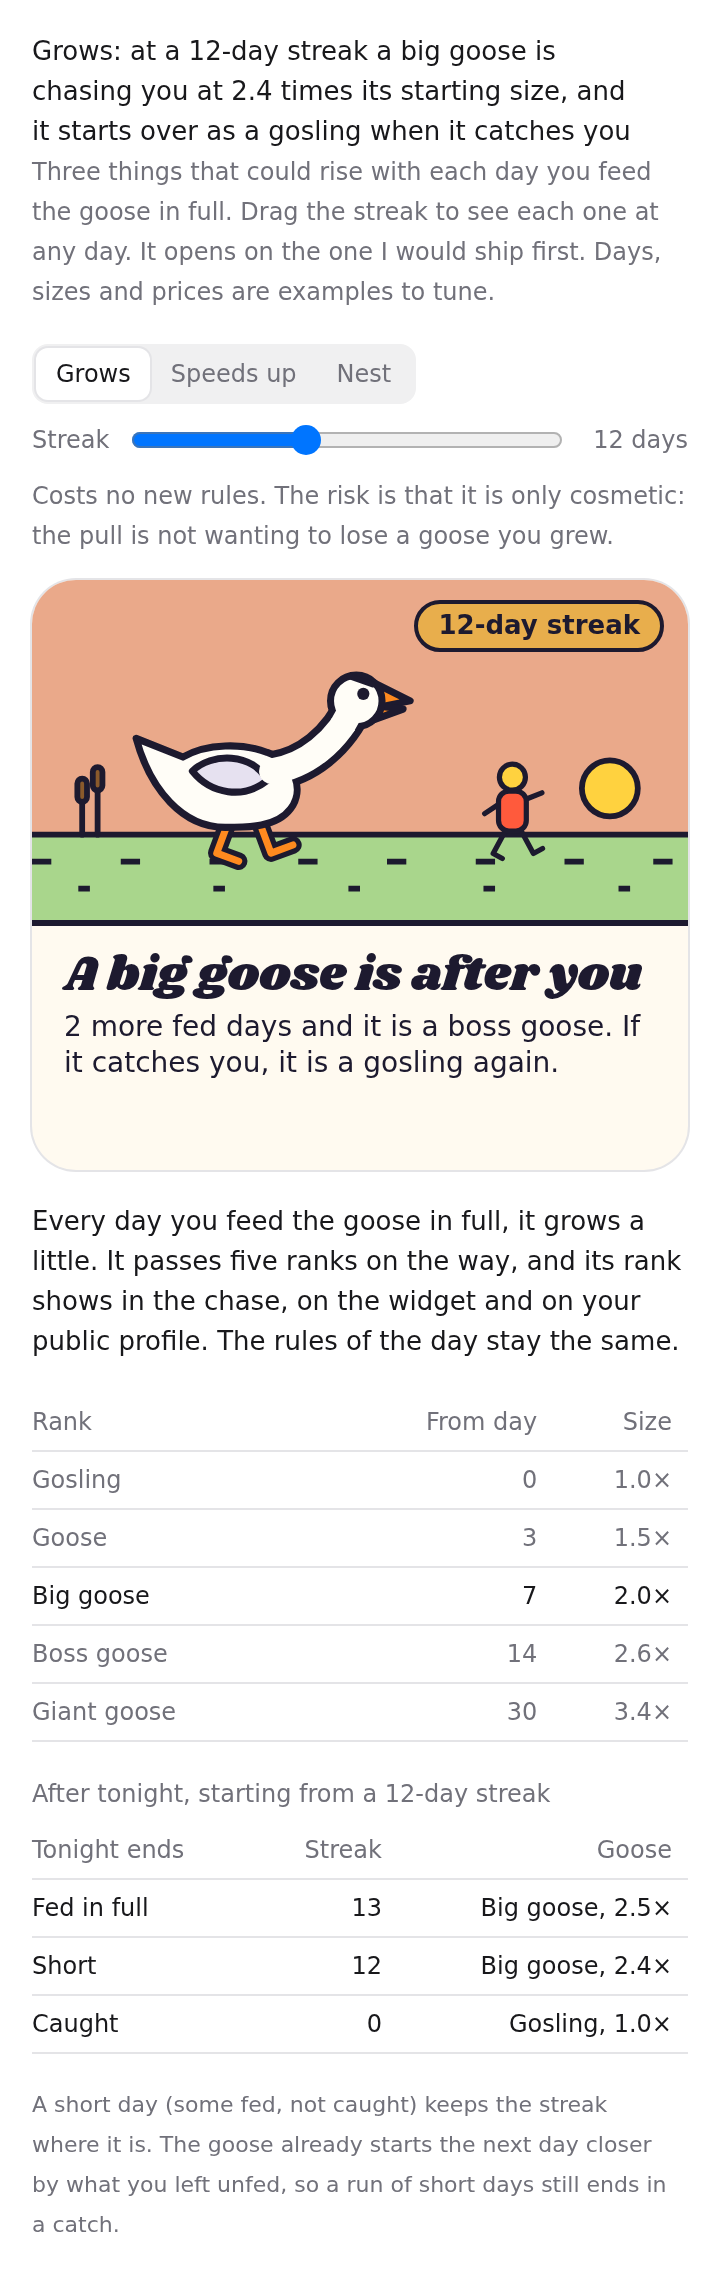 Grows: at a 12-day streak a big goose is
chasing you at 2.4 times its starting size, and
it starts over as a gosling when it catches you
Three things that could rise with each day you feed
the goose in full. Drag the streak to see each one at
any day. It opens on the one I would ship first. Days,
sizes and prices are examples to tune.
Grows Speeds up Nest
Streak 12 days
Costs no new rules. The risk is that it is only cosmetic:
the pull is not wanting to lose a goose you grew.
12-day streak
A big goose is after you
2 more fed days and it is a boss goose. If
it catches you, it is a gosling again.
Every day you feed the goose in full, it grows a
little. It passes five ranks on the way, and its rank
shows in the chase, on the widget and on your
public profile. The rules of the day stay the same.
Rank From day Size
Gosling 0 1.0×
Goose 3 1.5×
Big goose 7 2.0×
Boss goose 14 2.6×
Giant goose 30 3.4×
After tonight, starting from a 12-day streak
Tonight ends Streak Goose
Fed in full 13 Big goose, 2.5×
Short 12 Big goose, 2.4×
Caught 0 Gosling, 1.0×
A short day (some fed, not caught) keeps the streak
where it is. The goose already starts the next day closer
by what you left unfed, so a run of short days still ends in
a catch.